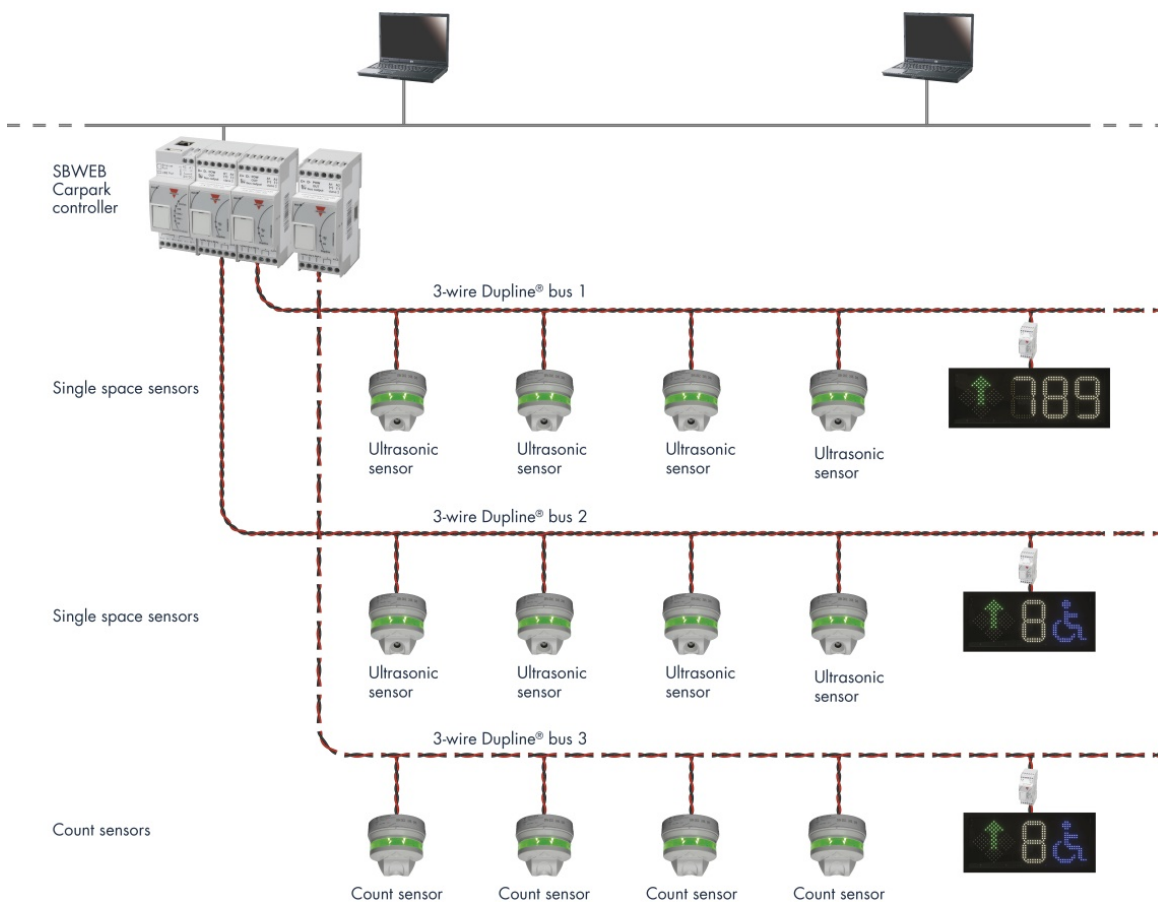 SBWEB
Carpark
controller
3-wire Dupline® bus 1
Single space sensors
789
Ultrasonic
sensor
Ultrasonic
sensor
Ultrasonic
sensor
Ultrasonic
sensor
3-wire Dupline® bus 2
Single space sensors
8
Ultrasonic
sensor
Ultrasonic
sensor
Ultrasonic
sensor
Ultrasonic
sensor
3-wire Dupline® bus 3
Count sensors
8
Count sensor
Count sensor
Count sensor
Count sensor